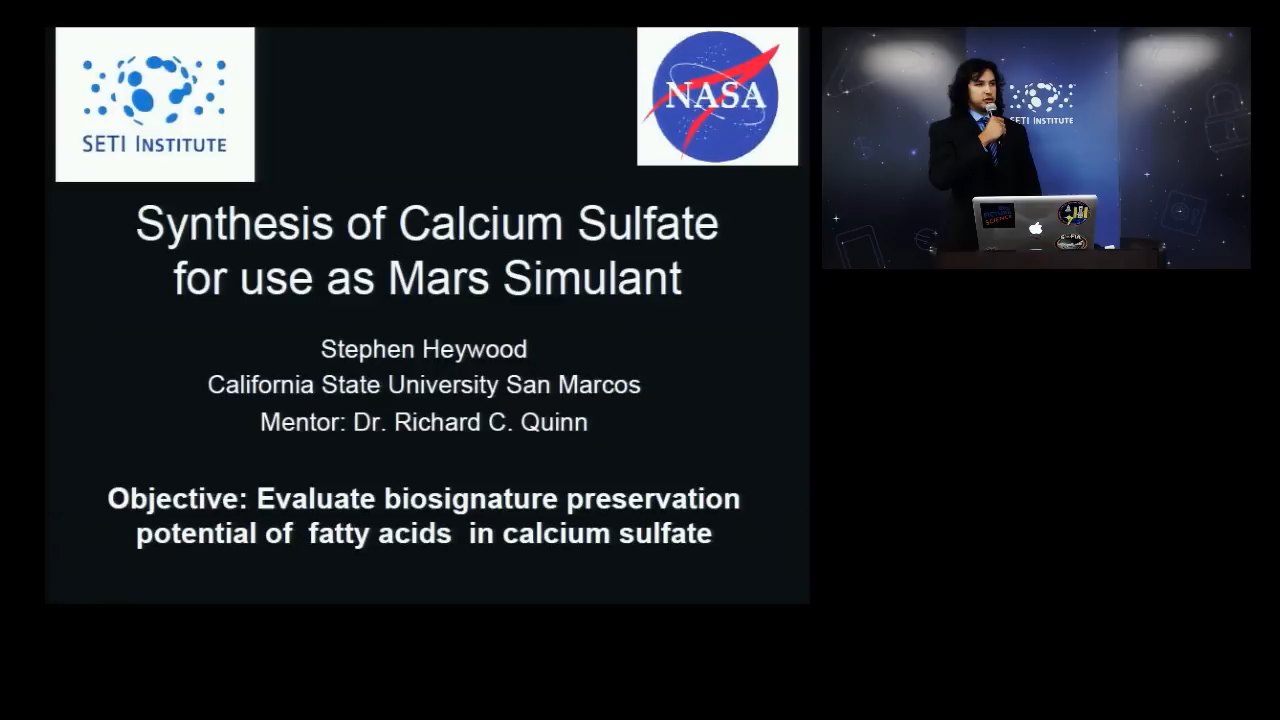 SETI INSTITUTE
NASA
Synthesis of Calcium Sulfate
for use as Mars Simulant
Stephen Heywood
California State University San Marcos
Mentor: Dr. Richard C. Quinn
Objective: Evaluate biosignature preservation
potential of fatty acids in calcium sulfate
SETI INSTITUTE